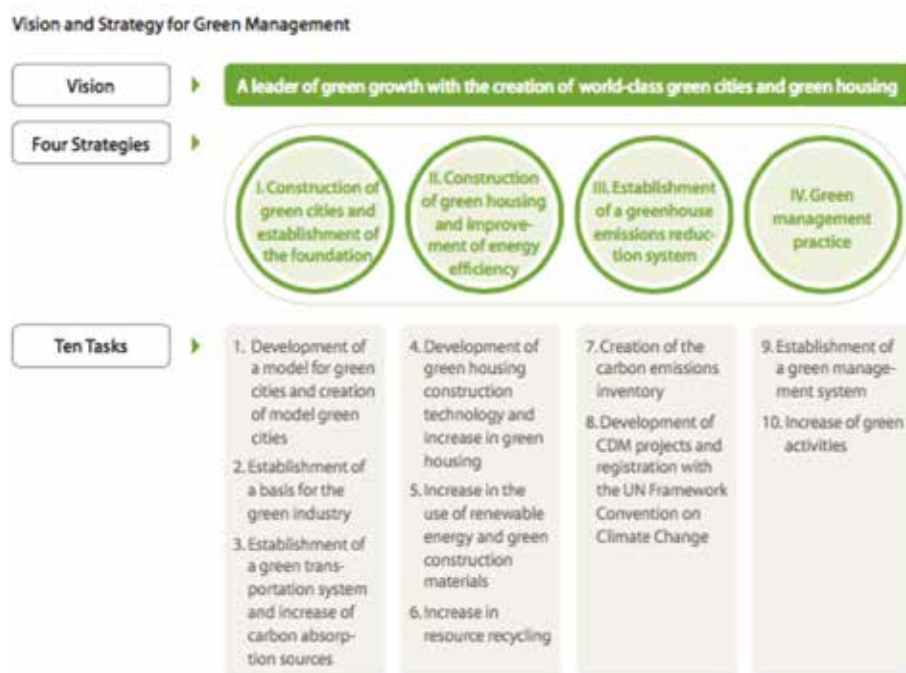 Vision and Strategy for Green Management
Vision
A leader of green growth with the creation of world-class green cities and green housing
Four Strategies
I. Construction of
green cities and
establishment of
the foundation
II. Construction
of green housing
and improve-
ment of energy
efficiency
III. Establishment
of a greenhouse
emissions reduc-
tion system
IV. Green
management
practice
Ten Tasks
1. Development of
a model for green
cities and creation
of model green
cities
2. Establishment of
a basis for the
green industry
3. Establishment of
a green trans-
portation system
and increase of
carbon absorp-
tion sources
4. Development of
green housing
construction
technology and
increase in green
housing
5. Increase in the
use of renewable
energy and green
construction
materials
6. Increase in
resource recycling
7. Creation of the
carbon emissions
inventory
8. Development of
CDM projects and
registration with
the UN Framework
Convention on
Climate Change
9. Establishment of
a green manage-
ment system
10. Increase of green
activities